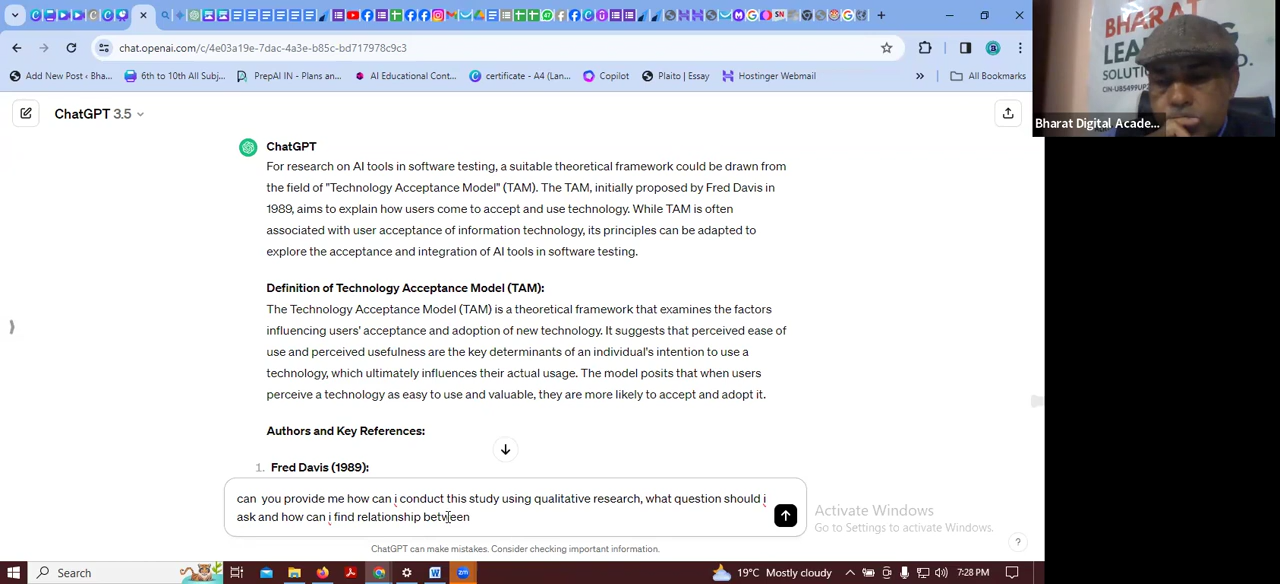 chat.openai.com/c/4e03a19e-7dac-4a3e-b85c-bd717978c9c3
Add New Post ‹ Bha...
6th to 10th All Subj...
PrepAI IN - Plans an...
AI Educational Cont...
certificate - A4 (Lan...
Copilot
Plaito | Essay
Hostinger Webmail
»
All Bookmarks
BHARAT
SOLUTI
Bharat Digital Acade...
ChatGPT 3.5
ChatGPT
For research on AI tools in software testing, a suitable theoretical framework could be drawn from
the field of "Technology Acceptance Model" (TAM). The TAM, initially proposed by Fred Davis in
1989, aims to explain how users come to accept and use technology. While TAM is often
associated with user acceptance of information technology, its principles can be adapted to
explore the acceptance and integration of AI tools in software testing.
Definition of Technology Acceptance Model (TAM):
The Technology Acceptance Model (TAM) is a theoretical framework that examines the factors
influencing users' acceptance and adoption of new technology. It suggests that perceived ease of
use and perceived usefulness are the key determinants of an individual's intention to use a
technology, which ultimately influences their actual usage. The model posits that when users
perceive a technology as easy to use and valuable, they are more likely to accept and adopt it.
Authors and Key References:
1. Fred Davis (1989):
can you provide me how can i conduct this study using qualitative research, what question should i
ask and how can i find relationship between
ChatGPT can make mistakes. Consider checking important information.
Activate Windows
Go to Settings to activate Windows.
?
Search
19°C Mostly cloudy
7:28 PM